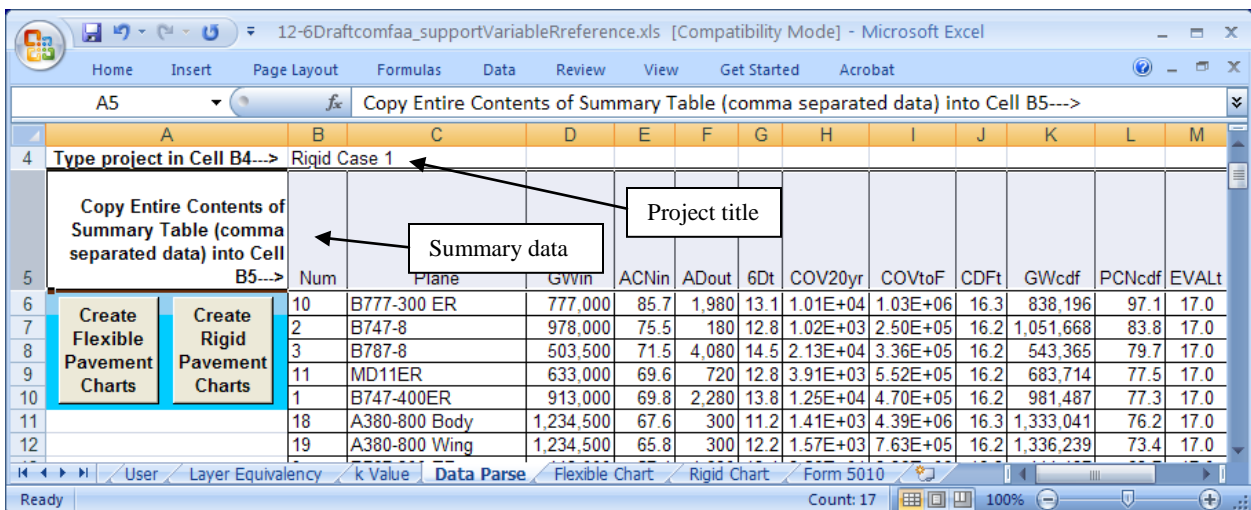 12-6Draftcomfaa_supportVariableRreference.xls [Compatibility Mode] - Microsoft Excel
Home Insert Page Layout Formulas Data Review View Get Started Acrobat
A5 fx Copy Entire Contents of Summary Table (comma separated data) into Cell B5--->
A B C D E F G H I J K L M
4 Type project in Cell B4---> Rigid Case 1
Project title
Copy Entire Contents of
Summary Table (comma
separated data) into Cell
Summary data
5 B5---> Num Plane GWin ACNin ADout 6Dt COV20yr COVtoF CDFt GWcdf PCNcdf EVALt
6 10 B777-300 ER 777,000 85.7 1,980 13.1 1.01E+04 1.03E+06 16.3 838,196 97.1 17.0
7 2 B747-8 978,000 75.5 180 12.8 1.02E+03 2.50E+05 16.2 1,051,668 83.8 17.0
8 3 B787-8 503,500 71.5 4,080 14.5 2.13E+04 3.36E+05 16.2 543,365 79.7 17.0
9 11 MD11ER 633,000 69.6 720 12.8 3.91E+03 5.52E+05 16.2 683,714 77.5 17.0
10 1 B747-400ER 913,000 69.8 2,280 13.8 1.25E+04 4.70E+05 16.2 981,487 77.3 17.0
Create Flexible Pavement Charts
Create Rigid Pavement Charts
11 18 A380-800 Body 1,234,500 67.6 300 11.2 1.41E+03 4.39E+06 16.3 1,333,041 76.2 17.0
12 19 A380-800 Wing 1,234,500 65.8 300 12.2 1.57E+03 7.63E+05 16.2 1,336,239 73.4 17.0
User Layer Equivalency k Value Data Parse Flexible Chart Rigid Chart Form 5010
Ready Count: 17 100%